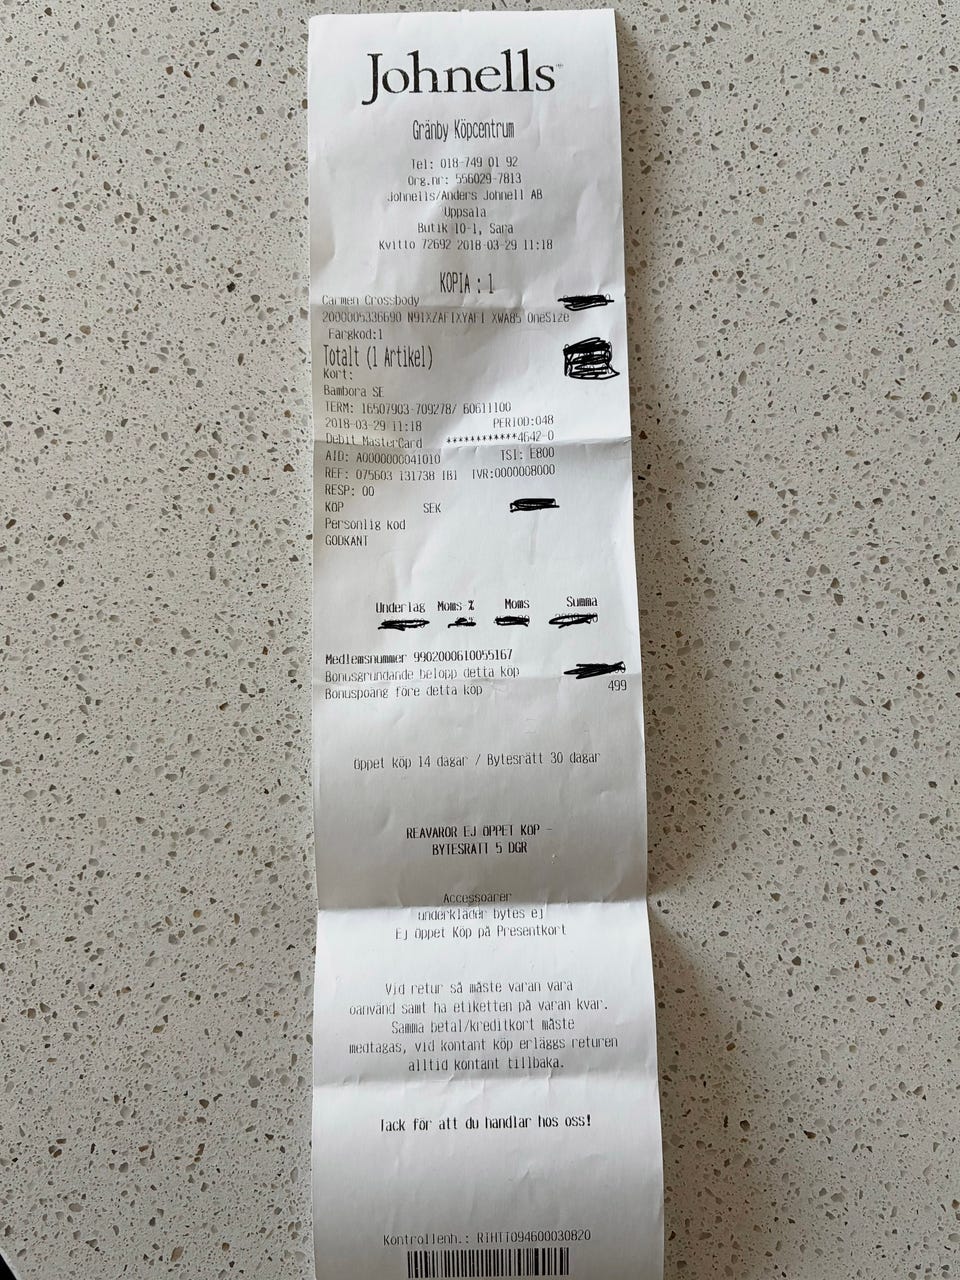 Johnells
Gränby Köpcentrum
Tel: 018-749 01 92
Org.nr: 556029-7813
Johnells/Anders Johnell AB
Uppsala
Butik 10-1, Sara
Kvitto 72692 2018-03-29 11:18
KOPIA : 1
Carmen Crossbody
2000005336690 N91XZAFIXYAFI XWA85 OneSize
Färgkod:1
Totalt (1 Artikel)
Kort:
Bambora SE
TERM: 16507903-709278/ 60611100
2018-03-29 11:18 PERIOD:048
Debit MasterCard ************4642-0
AID: A0000000041010 TSI: E800
REF: 075603 131738 IB1 TVR:0000008000
RESP: 00
KÖP SEK
Personlig kod
GODKÄNT
Underlag Moms-% Moms Summa
Medlemsnummer 9902000610055167
Bonusgrundande belopp detta köp
Bonuspoäng före detta köp 499
Öppet köp 14 dagar / Bytesrätt 30 dagar
REAVAROR EJ ÖPPET KÖP -
BYTESRÄTT 5 DGR
Accessoarer
underkläder bytes ej
Ej Öppet Köp på Presentkort
Vid retur så måste varan vara
oanvänd samt ha etiketten på varan kvar.
Samma betal/kreditkort måste
medtagas, vid kontant köp erläggs returen
alltid kontant tillbaka.
Tack för att du handlar hos oss!
Kontrollenh.: RIHTT094600030820